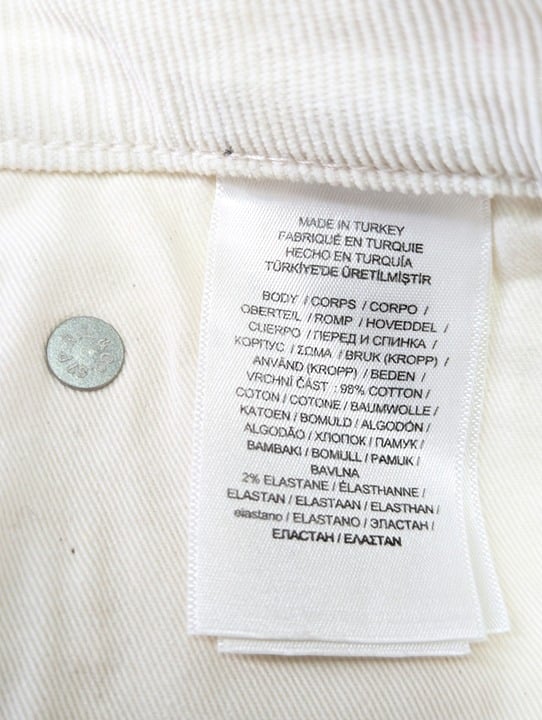 MADE IN TURKEY
FABRIQUÉ EN TURQUIE
HECHO EN TURQUÍA
TÜRKİYE'DE ÜRETİLMİŞTİR
BODY / CORPS / CORPO /
OBERTEIL / ROMP / HOVEDDEL /
CUERPO / ПЕРЕД И СПИНКА /
КОРПУС / ΣΩΜΑ / BRUK (KROPP) /
ANVÄND (KROPP) / BEDEN /
VRCHNÍ ČÁST : 98% COTTON /
COTON / COTONE / BAUMWOLLE /
KATOEN / BOMULD / ALGODÓN /
ALGODÃO / ХЛОПОК / ПАМУК /
BAMBAKI / BOMULL / PAMUK /
BAVLNA
2% ELASTANE / ÉLASTHANNE /
ELASTAN / ELASTAAN / ELASTHAN /
elastano / ELASTANO / ЭЛАСТАН /
ЕЛАСТАН / ΕΛΑΣΤΑΝ